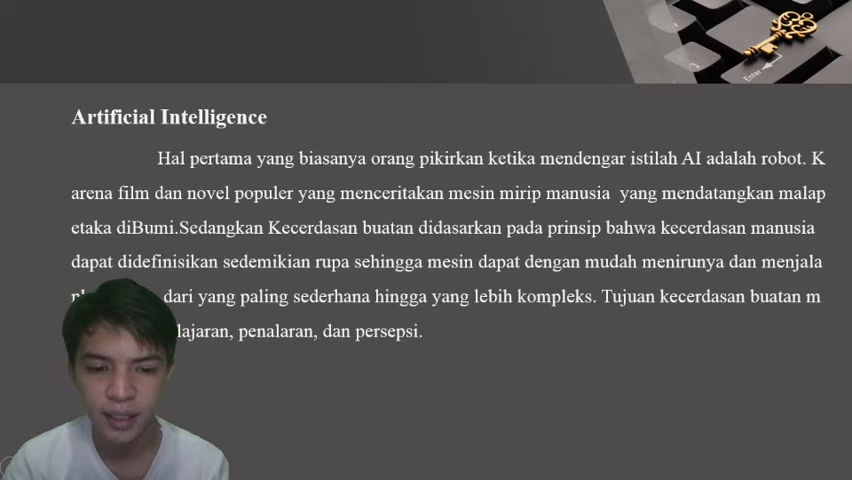 Enter
Artificial Intelligence
Hal pertama yang biasanya orang pikirkan ketika mendengar istilah AI adalah robot. K
arena film dan novel populer yang menceritakan mesin mirip manusia  yang mendatangkan malap
etaka diBumi.Sedangkan Kecerdasan buatan didasarkan pada prinsip bahwa kecerdasan manusia
dapat didefinisikan sedemikian rupa sehingga mesin dapat dengan mudah menirunya dan menjala
dari yang paling sederhana hingga yang lebih kompleks. Tujuan kecerdasan buatan m
lajaran, penalaran, dan persepsi.